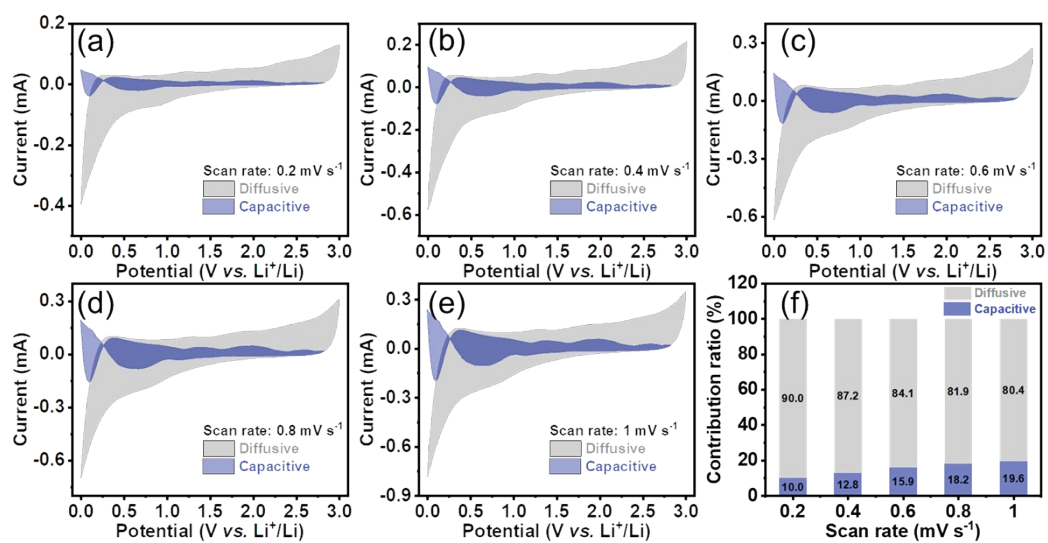 (a)
0.2
0.0
-0.2
-0.4
Current (mA)
Scan rate: 0.2 mV s⁻¹
Diffusive
Capacitive
0.0 0.5 1.0 1.5 2.0 2.5 3.0
Potential (V vs. Li⁺/Li)
(b)
0.2
0.0
-0.2
-0.4
-0.6
Current (mA)
Scan rate: 0.4 mV s⁻¹
Diffusive
Capacitive
0.0 0.5 1.0 1.5 2.0 2.5 3.0
Potential (V vs. Li⁺/Li)
(c)
0.3
0.0
-0.3
-0.6
Current (mA)
Scan rate: 0.6 mV s⁻¹
Diffusive
Capacitive
0.0 0.5 1.0 1.5 2.0 2.5 3.0
Potential (V vs. Li⁺/Li)
(d)
0.3
0.0
-0.3
-0.6
Current (mA)
Scan rate: 0.8 mV s⁻¹
Diffusive
Capacitive
0.0 0.5 1.0 1.5 2.0 2.5 3.0
Potential (V vs. Li⁺/Li)
(e)
0.3
0.0
-0.3
-0.6
-0.9
Current (mA)
Scan rate: 1 mV s⁻¹
Diffusive
Capacitive
0.0 0.5 1.0 1.5 2.0 2.5 3.0
Potential (V vs. Li⁺/Li)
(f)
Diffusive
Capacitive
120
100
80
60
40
20
0
Contribution ratio (%)
90.0 87.2 84.1 81.9 80.4
10.0 12.8 15.9 18.2 19.6
0.2 0.4 0.6 0.8 1
Scan rate (mV s⁻¹)